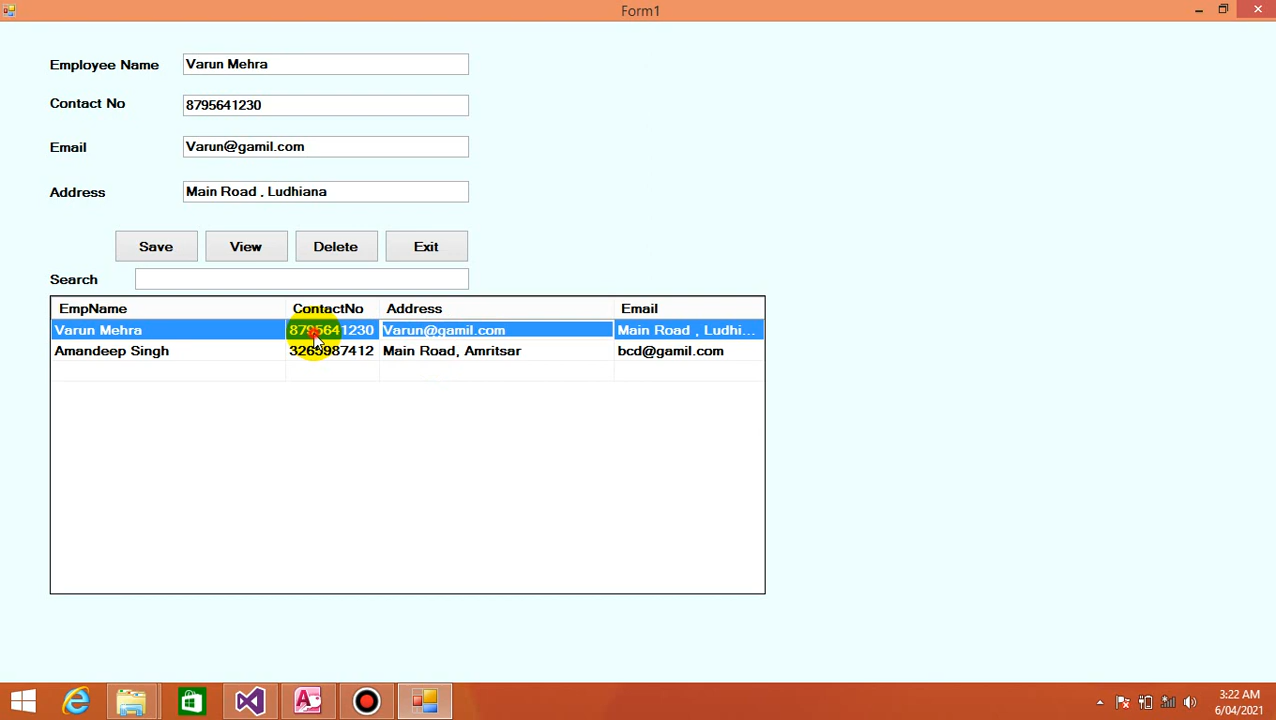 Form1
Employee Name Varun Mehra
Contact No 8795641230
Email Varun@gamil.com
Address Main Road , Ludhiana
Save View Delete Exit
Search
EmpName ContactNo Address Email
Varun Mehra 8795641230 Varun@gamil.com Main Road , Ludhi...
Amandeep Singh 3265987412 Main Road, Amritsar bcd@gamil.com
3:22 AM
6/04/2021